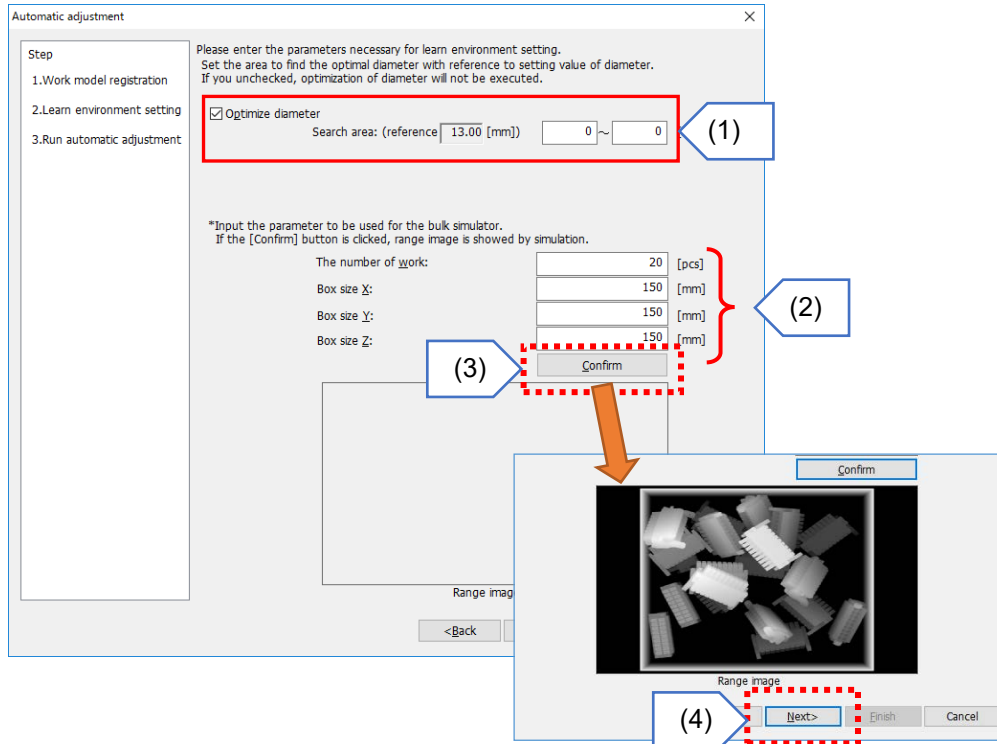 Automatic adjustment
Step
1.Work model registration
2.Learn environment setting
3.Run automatic adjustment
Please enter the parameters necessary for learn environment setting.
Set the area to find the optimal diameter with reference to setting value of diameter.
If you unchecked, optimization of diameter will not be executed.
Optimize diameter
Search area: (reference 13.00 [mm]) 0 ~ 0
(1)
*Input the parameter to be used for the bulk simulator.
If the [Confirm] button is clicked, range image is showed by simulation.
The number of work: 20 [pcs]
Box size X: 150 [mm]
Box size Y: 150 [mm]
Box size Z: 150 [mm]
(2)
(3)
Confirm
Range imag
<Back
Confirm
Range image
(4)
Next>
Finish
Cancel